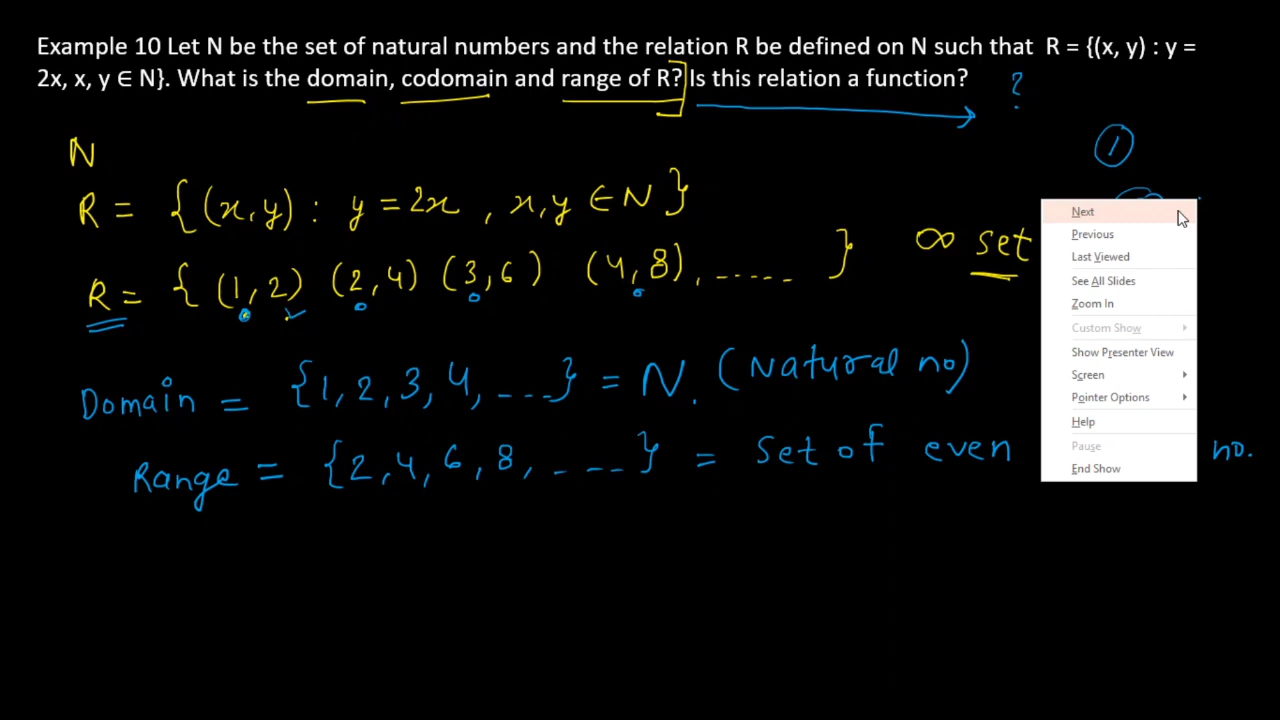 Example 10 Let N be the set of natural numbers and the relation R be defined on N such that R = {(x, y) : y =
2x, x, y ∈ N}. What is the domain, codomain and range of R? Is this relation a function?
?
N
①
R = {(x,y) : y = 2x , x,y ∈ N}
R = { (1,2) (2,4) (3,6) (4,8), ..... } ∞ set
Domain = {1, 2, 3, 4, ...} = N. (Natural no)
Range = {2, 4, 6, 8, ....} = Set of even no.
Next
Previous
Last Viewed
See All Slides
Zoom In
Custom Show
Show Presenter View
Screen
Pointer Options
Help
Pause
End Show